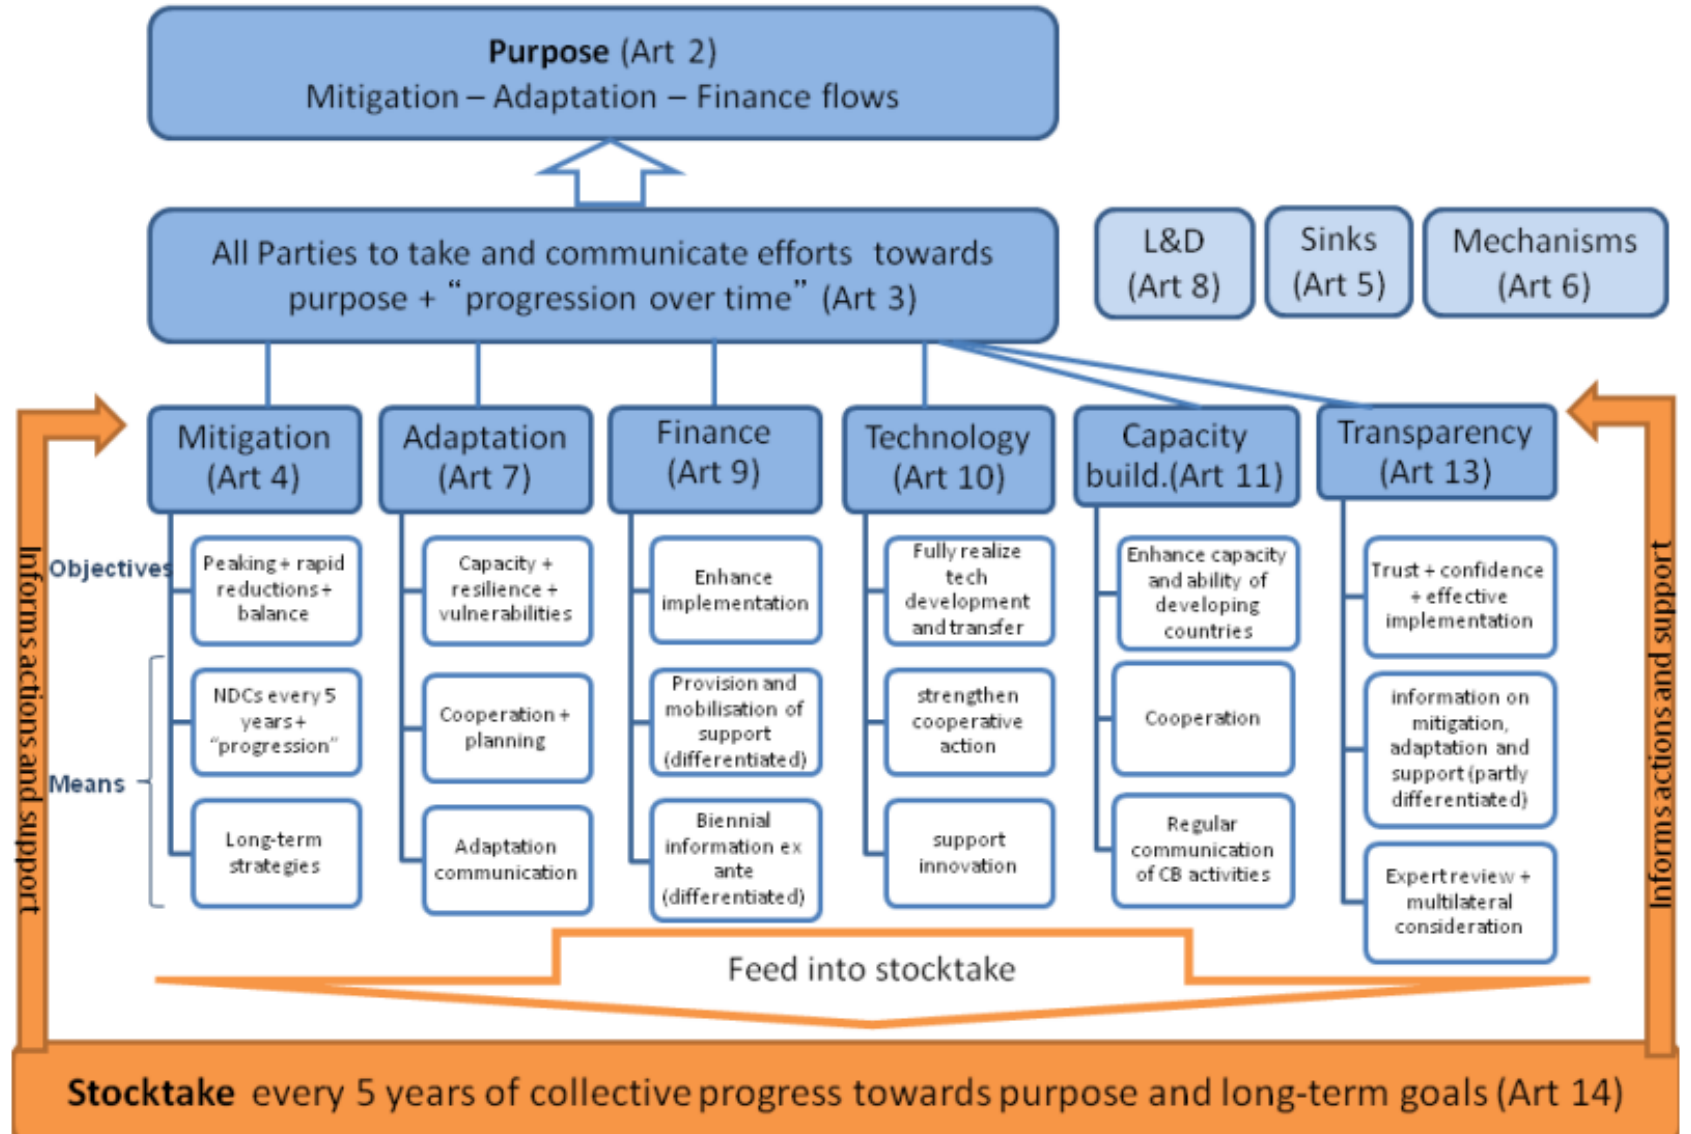 Purpose (Art 2)
Mitigation – Adaptation – Finance flows
All Parties to take and communicate efforts towards
purpose + “progression over time” (Art 3)
L&D
(Art 8)
Sinks
(Art 5)
Mechanisms
(Art 6)
Mitigation
(Art 4)
Adaptation
(Art 7)
Finance
(Art 9)
Technology
(Art 10)
Capacity
build.(Art 11)
Transparency
(Art 13)
Objectives
Peaking + rapid
reductions +
balance
Capacity +
resilience +
vulnerabilities
Enhance
implementation
Fully realize
tech
development
and transfer
Enhance capacity
and ability of
developing
countries
Trust + confidence
+ effective
implementation
Means
NDCs every 5
years +
“progression”
Cooperation +
planning
Provision and
mobilisation of
support
(differentiated)
strengthen
cooperative
action
Cooperation
information on
mitigation,
adaptation and
support (partly
differentiated)
Long-term
strategies
Adaptation
communication
Biennial
information ex
ante
(differentiated)
support
innovation
Regular
communication
of CB activities
Expert review +
multilateral
consideration
Informs actions and support
Informs actions and support
Feed into stocktake
Stocktake every 5 years of collective progress towards purpose and long-term goals (Art 14)